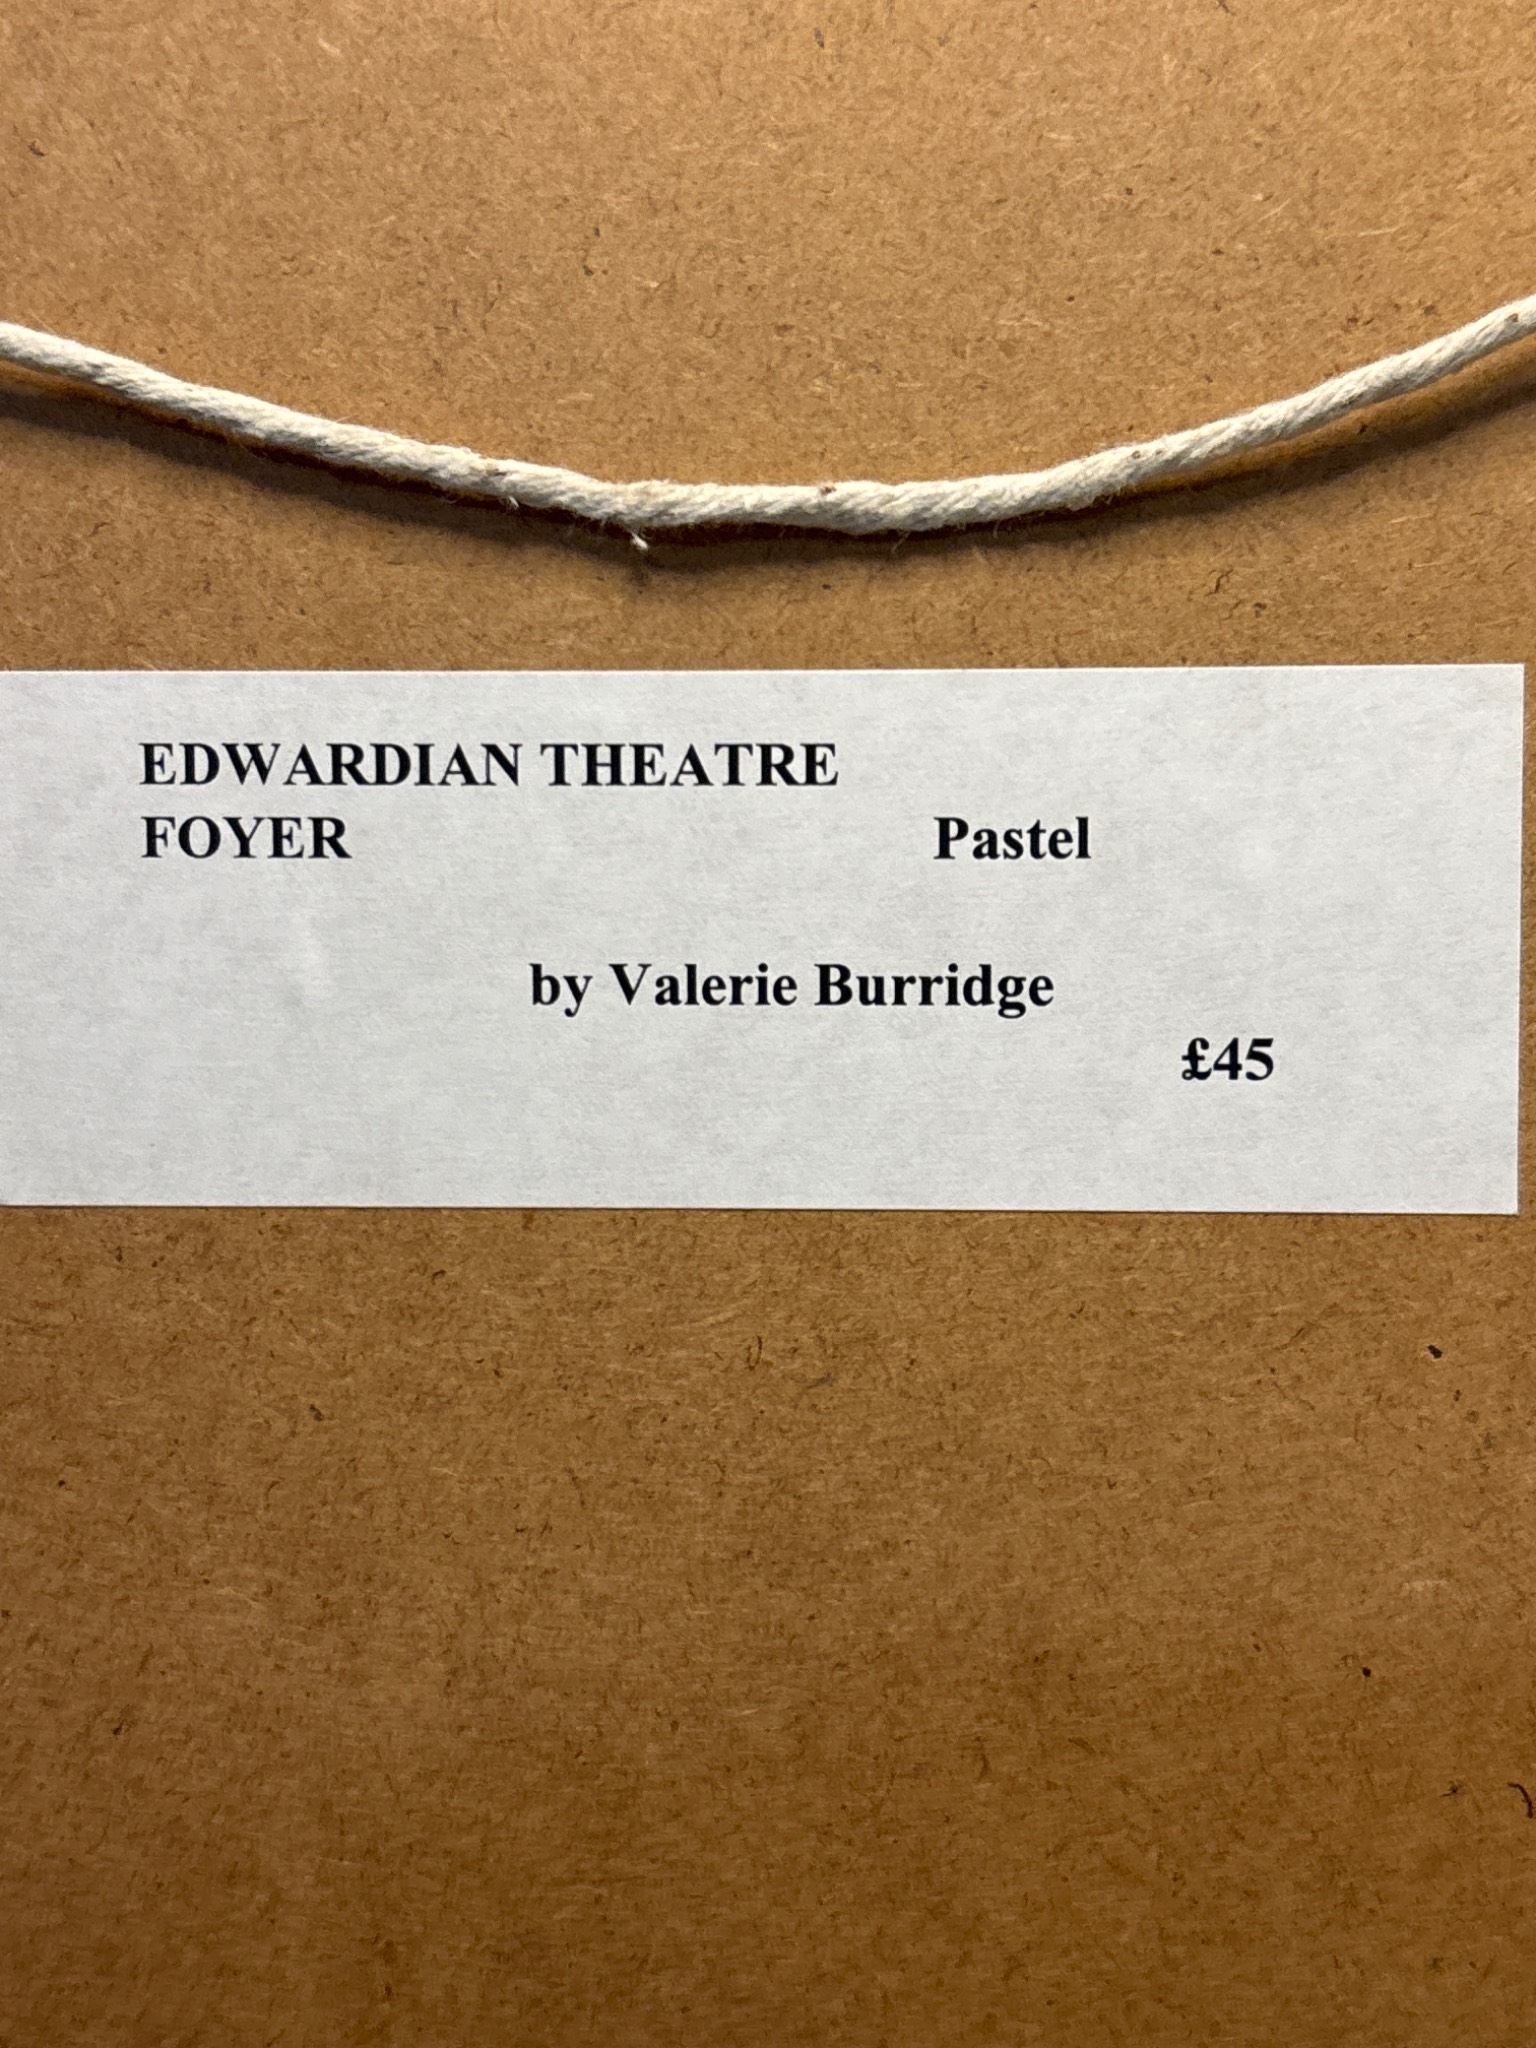 EDWARDIAN THEATRE
FOYER Pastel
by Valerie Burridge
£45